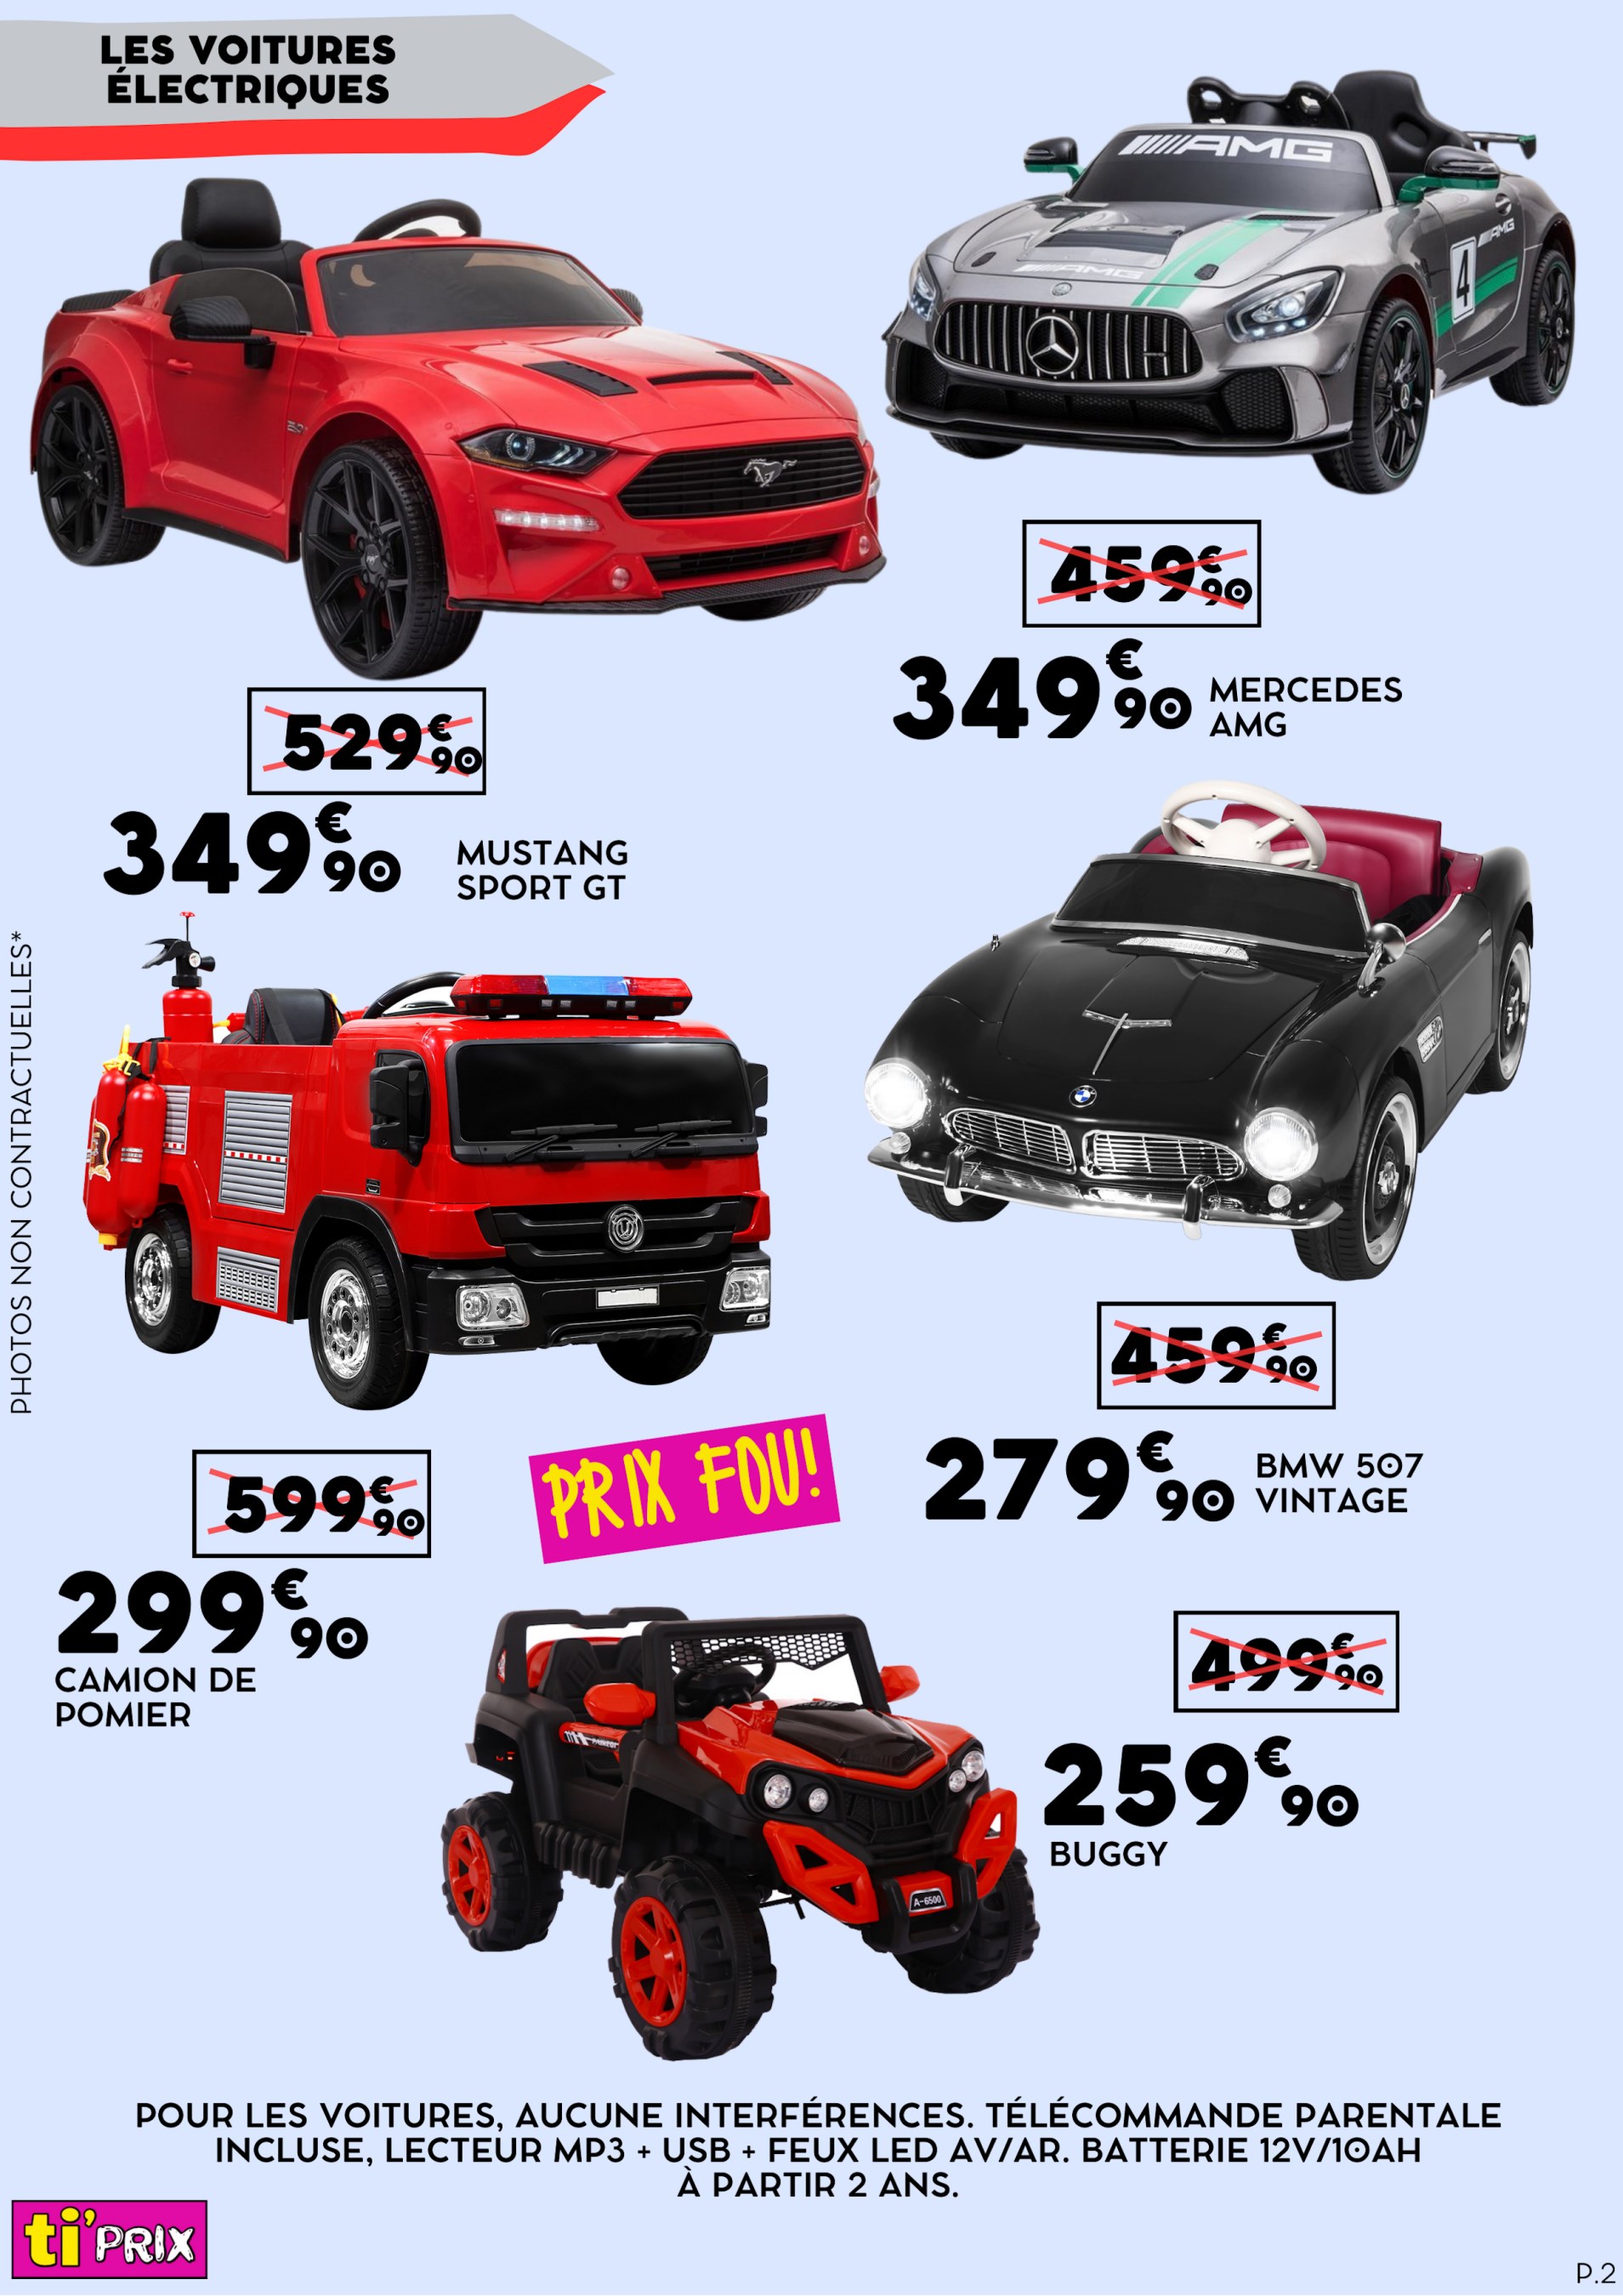 LES VOITURES
ÉLECTRIQUES
AMG
AMG
AMG
4
459€90
349€90
MERCEDES
AMG
529€90
349€90
MUSTANG
SPORT GT
PHOTOS NON CONTRACTUELLES*
459€90
279€90
BMW 507
VINTAGE
599€90
PRIX FOU!
299€90
CAMION DE
POMIER
499€90
259€90
BUGGY
A-6500
POUR LES VOITURES, AUCUNE INTERFÉRENCES. TÉLÉCOMMANDE PARENTALE
INCLUSE, LECTEUR MP3 + USB + FEUX LED AV/AR. BATTERIE 12V/10AH
À PARTIR 2 ANS.
ti'PRIX
P.2